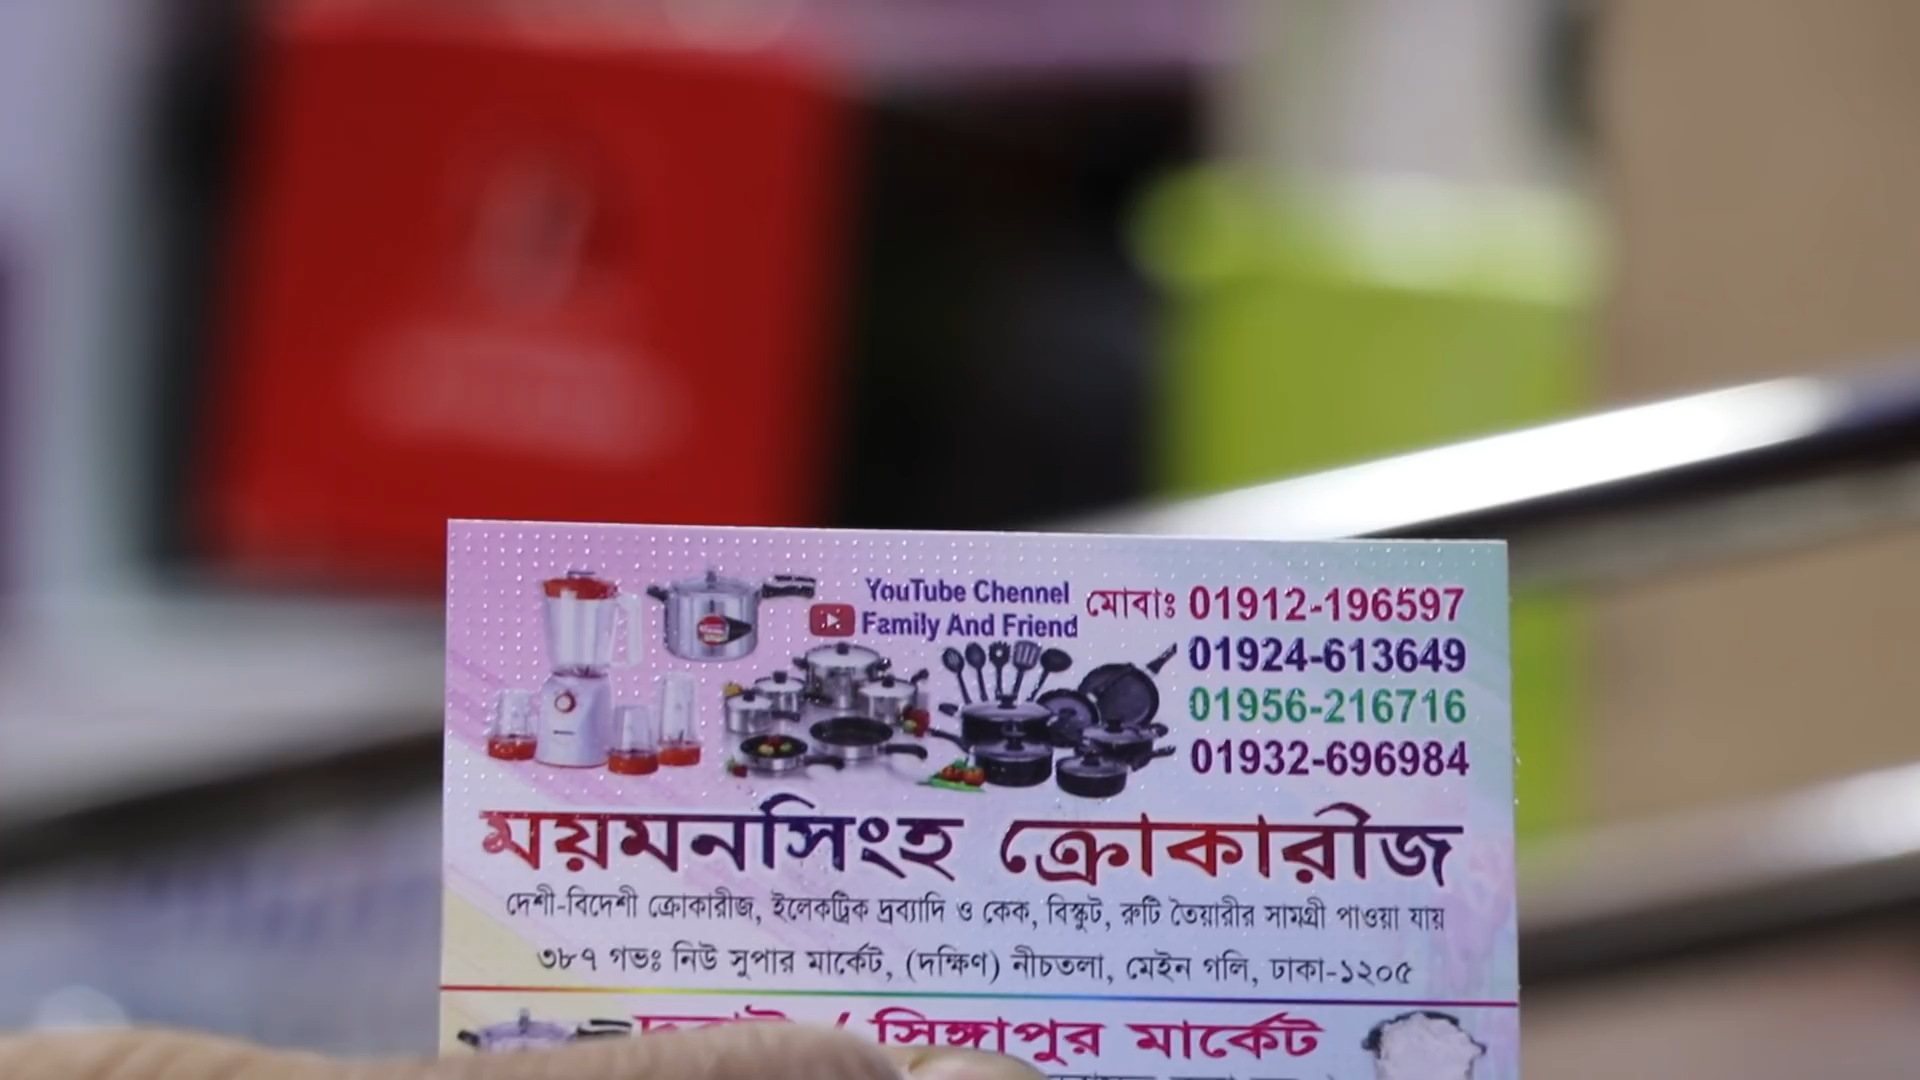 YouTube Chennel
Family And Friend
মোবাঃ 01912-196597
01924-613649
01956-216716
01932-696984
ময়মনসিংহ ক্রোকারীজ
দেশী-বিদেশী ক্রোকারীজ, ইলেকট্রিক দ্রব্যাদি ও কেক, বিস্কুট, রুটি তৈয়ারীর সামগ্রী পাওয়া যায়
৩৮৭ গভঃ নিউ সুপার মার্কেট, (দক্ষিণ) নীচতলা, মেইন গলি, ঢাকা-১২০৫
/ সিঙ্গাপুর মার্কেট